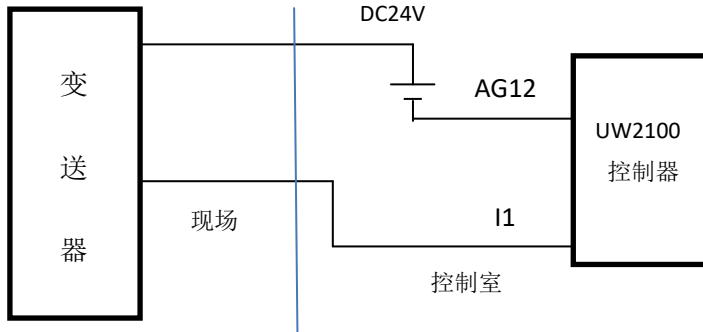 DC24V
变
送
器
AG12
UW2100
控制器
现场
I1
控制室